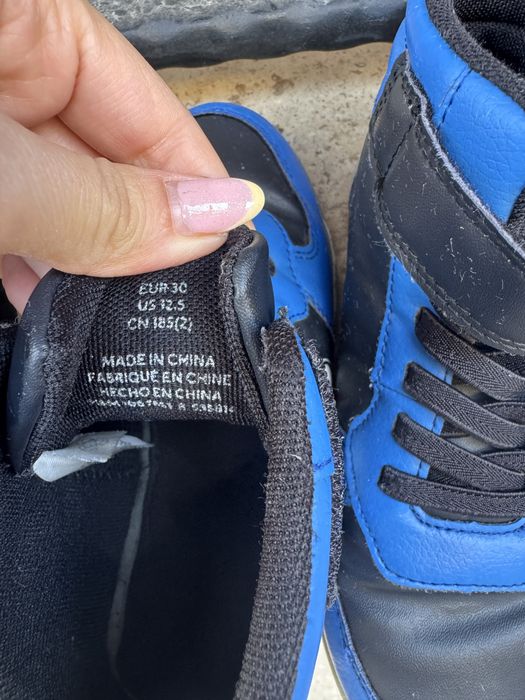 EUR 30
US 12.5
CN 185(2)
MADE IN CHINA
FABRIQUÉ EN CHINE
HECHO EN CHINA